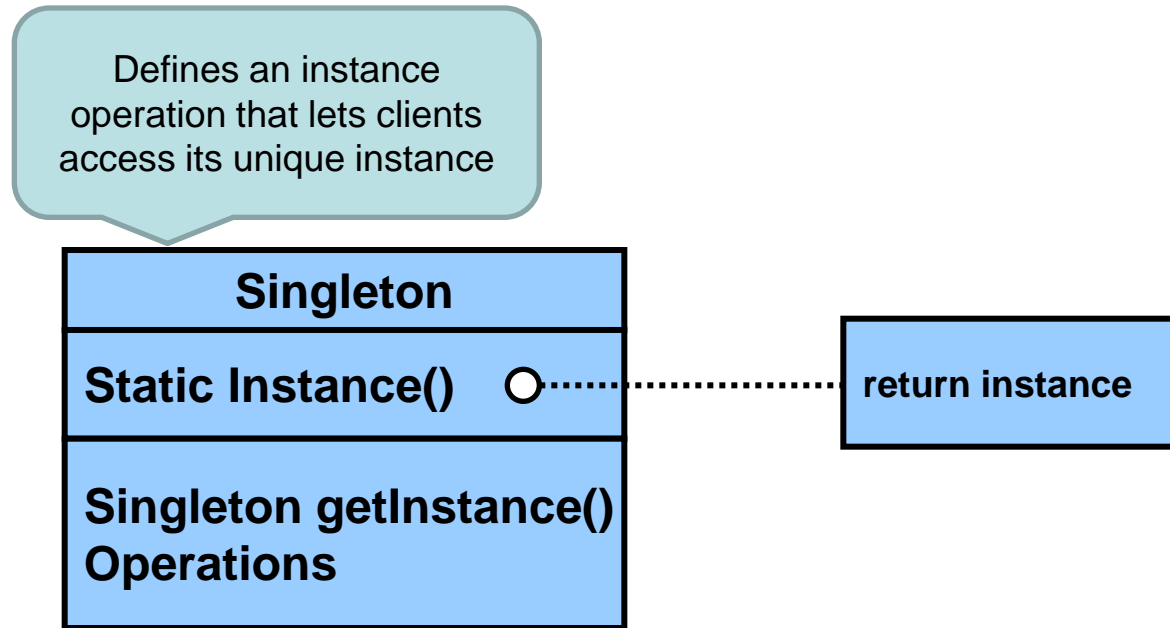 Defines an instance
operation that lets clients
access its unique instance
Singleton
Static Instance()
return instance
Singleton getInstance()
Operations